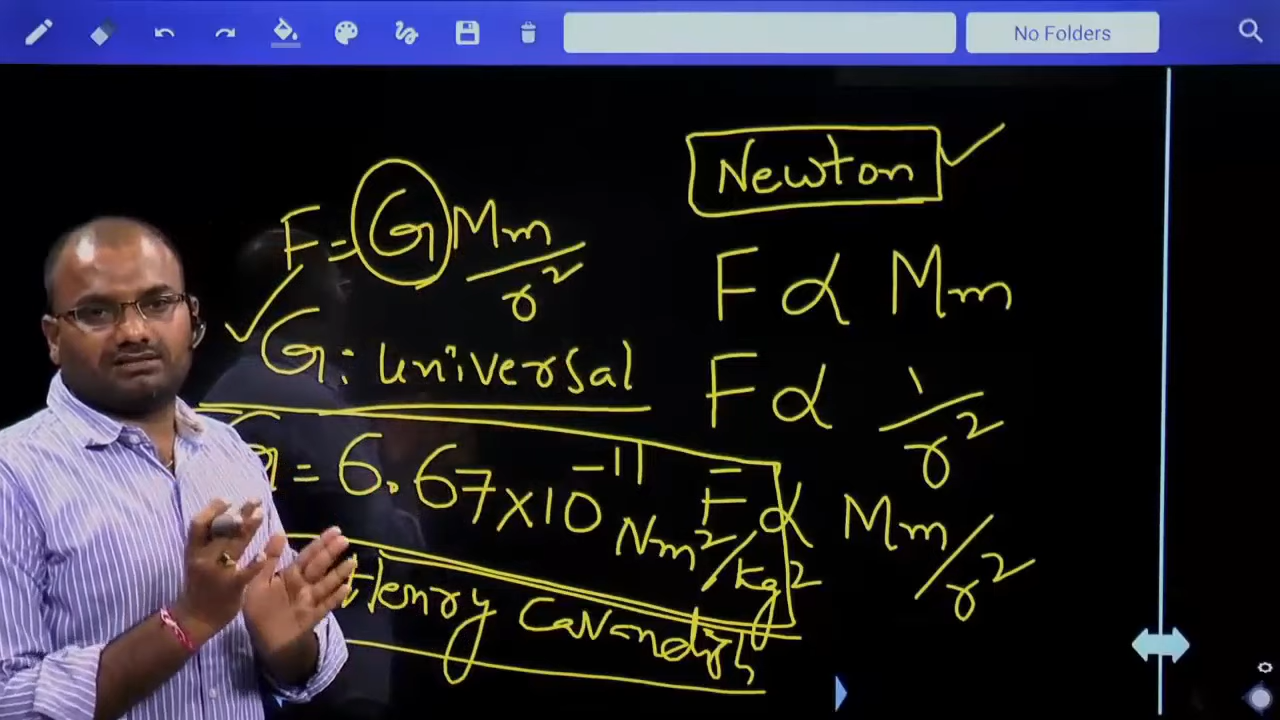 No Folders
Newton
F = G Mm/r²
F ∝ Mm
G: universal
F ∝ 1/r²
G = 6.67×10⁻¹¹ Nm²/kg²
F ∝ Mm/r²
Henry Cavendish